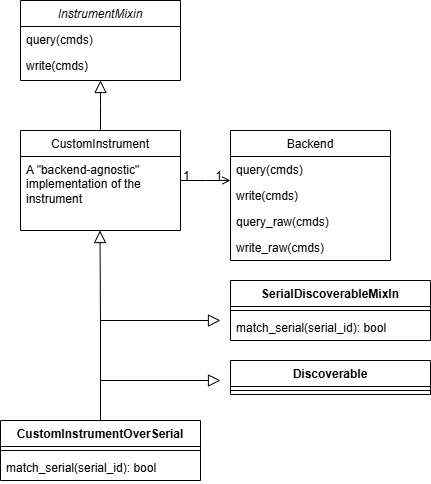 InstrumentMixin
query(cmds)
write(cmds)
CustomInstrument
A "backend-agnostic"
implementation of the
instrument
1
1
Backend
query(cmds)
write(cmds)
query_raw(cmds)
write_raw(cmds)
SerialDiscoverableMixIn
match_serial(serial_id): bool
Discoverable
CustomInstrumentOverSerial
match_serial(serial_id): bool